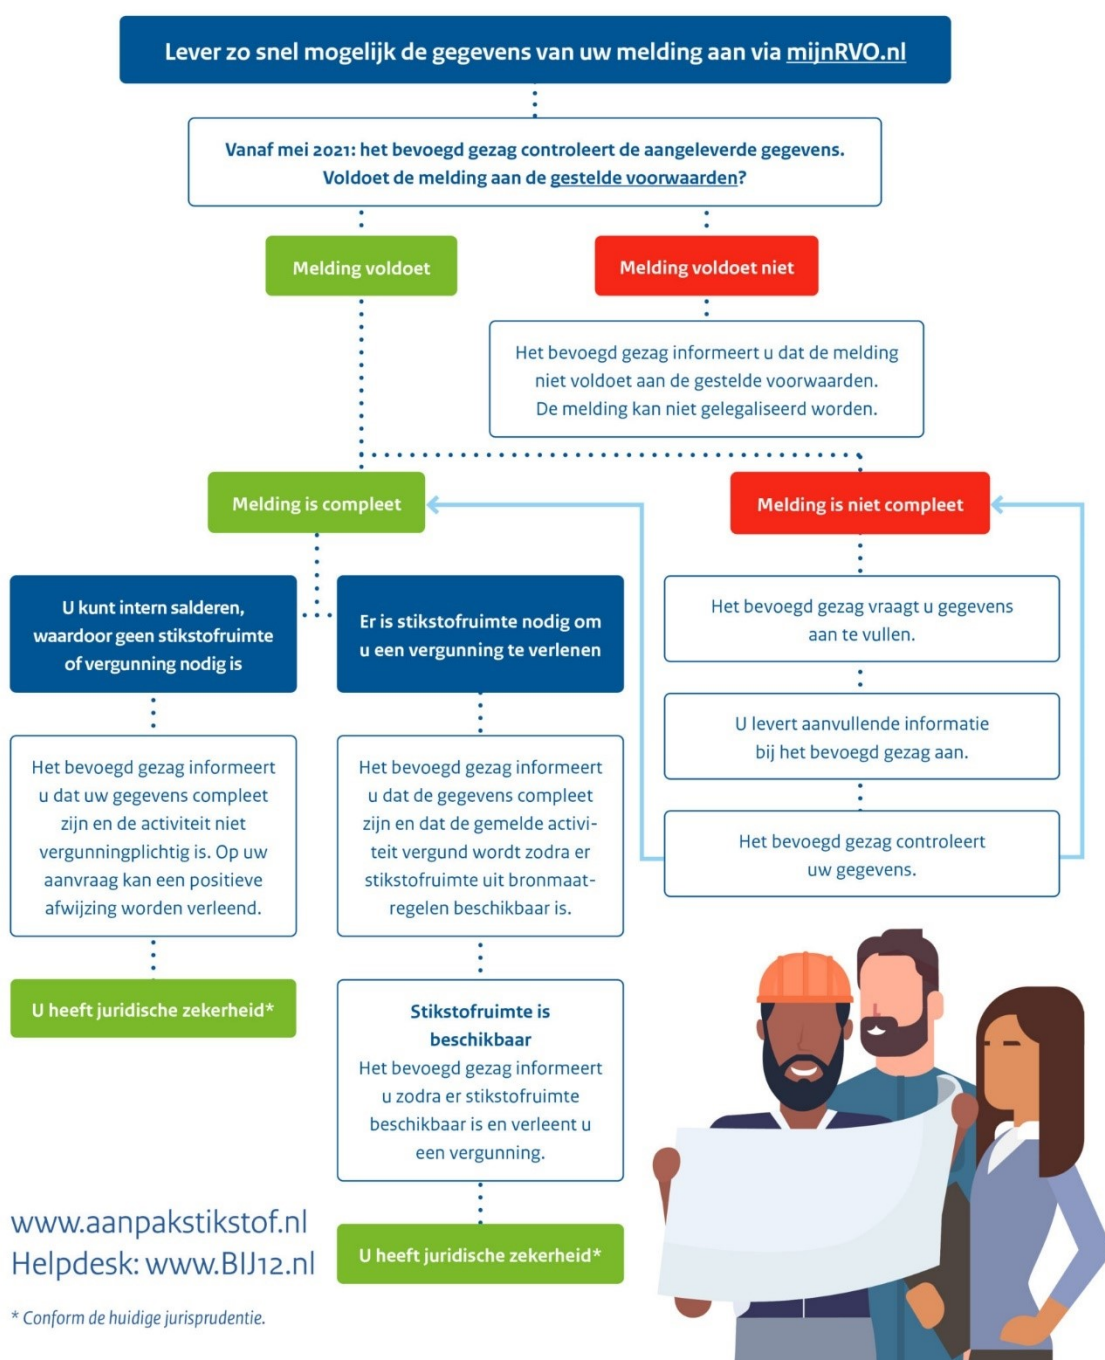 Lever zo snel mogelijk de gegevens van uw melding aan via mijnRVO.nl
Vanaf mei 2021: het bevoegd gezag controleert de aangeleverde gegevens.
Voldoet de melding aan de gestelde voorwaarden?
Melding voldoet
Melding voldoet niet
Het bevoegd gezag informeert u dat de melding
niet voldoet aan de gestelde voorwaarden.
De melding kan niet gelegaliseerd worden.
Melding is compleet
Melding is niet compleet
U kunt intern salderen,
waardoor geen stikstofruimte
of vergunning nodig is
Er is stikstofruimte nodig om
u een vergunning te verlenen
Het bevoegd gezag vraagt u gegevens
aan te vullen.
U levert aanvullende informatie
bij het bevoegd gezag aan.
Het bevoegd gezag controleert
uw gegevens.
Het bevoegd gezag informeert
u dat uw gegevens compleet
zijn en de activiteit niet
vergunningplichtig is. Op uw
aanvraag kan een positieve
afwijzing worden verleend.
Het bevoegd gezag informeert
u dat de gegevens compleet
zijn en dat de gemelde activi-
teit vergund wordt zodra er
stikstofruimte uit bronmaat-
regelen beschikbaar is.
U heeft juridische zekerheid*
Stikstofruimte is
beschikbaar
Het bevoegd gezag informeert
u zodra er stikstofruimte
beschikbaar is en verleent u
een vergunning.
U heeft juridische zekerheid*
www.aanpakstikstof.nl
Helpdesk: www.BIJ12.nl
* Conform de huidige jurisprudentie.